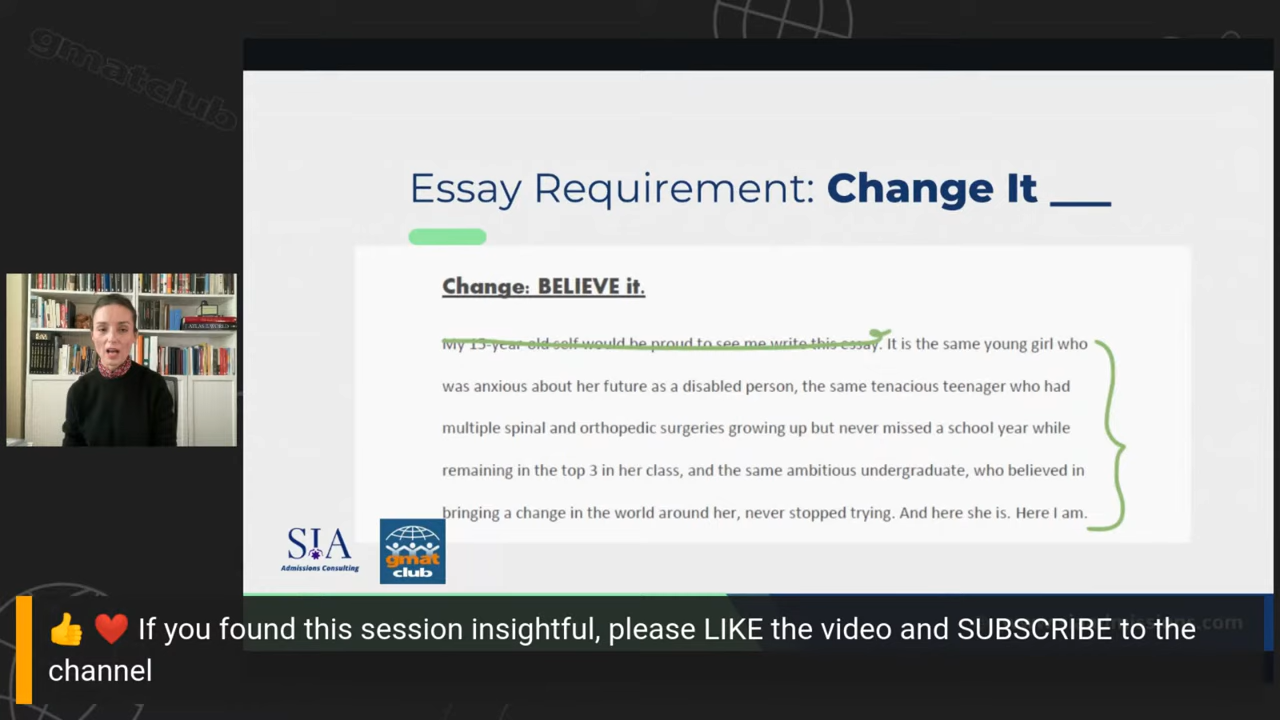 gmatclub
Essay Requirement: Change It ___
Change: BELIEVE it.
My 15-year-old self would be proud to see me write this essay. It is the same young girl who
was anxious about her future as a disabled person, the same tenacious teenager who had
multiple spinal and orthopedic surgeries growing up but never missed a school year while
remaining in the top 3 in her class, and the same ambitious undergraduate, who believed in
bringing a change in the world around her, never stopped trying. And here she is. Here I am.
SIA
Admissions Consulting
gmat
club
👍 ❤️ If you found this session insightful, please LIKE the video and SUBSCRIBE to the
channel